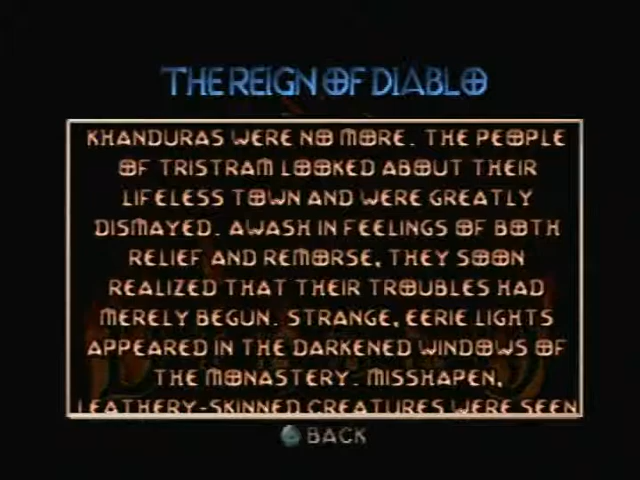 THE REIGN OF DIABLO
KHANDURAS WERE NO MORE. THE PEOPLE
OF TRISTRAM LOOKED ABOUT THEIR
LIFELESS TOWN AND WERE GREATLY
DISMAYED. AWASH IN FEELINGS OF BOTH
RELIEF AND REMORSE, THEY SOON
REALIZED THAT THEIR TROUBLES HAD
MERELY BEGUN. STRANGE, EERIE LIGHTS
APPEARED IN THE DARKENED WINDOWS OF
THE MONASTERY. MISSHAPEN,
LEATHERY-SKINNED CREATURES WERE SEEN
BACK